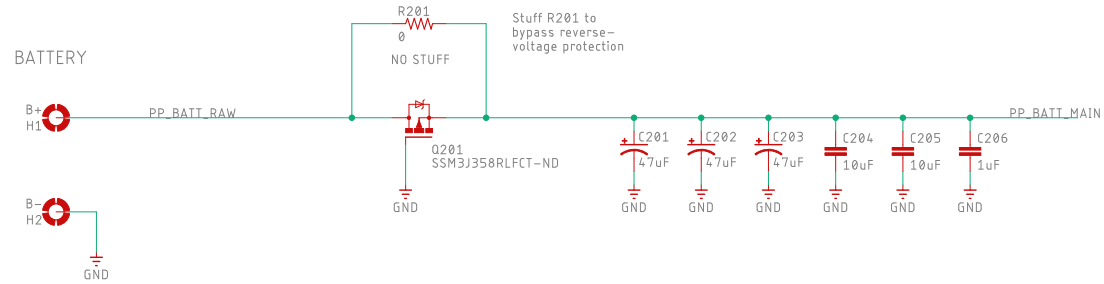 R201
0
NO STUFF
Stuff R201 to
bypass reverse-
voltage protection
BATTERY
B+
H1
PP_BATT_RAW
Q201
SSM3J358RLFCT-ND
GND
C201
47uF
GND
C202
47uF
GND
C203
47uF
GND
C204
10uF
GND
C205
10uF
GND
C206
1uF
GND
PP_BATT_MAIN
B-
H2
GND